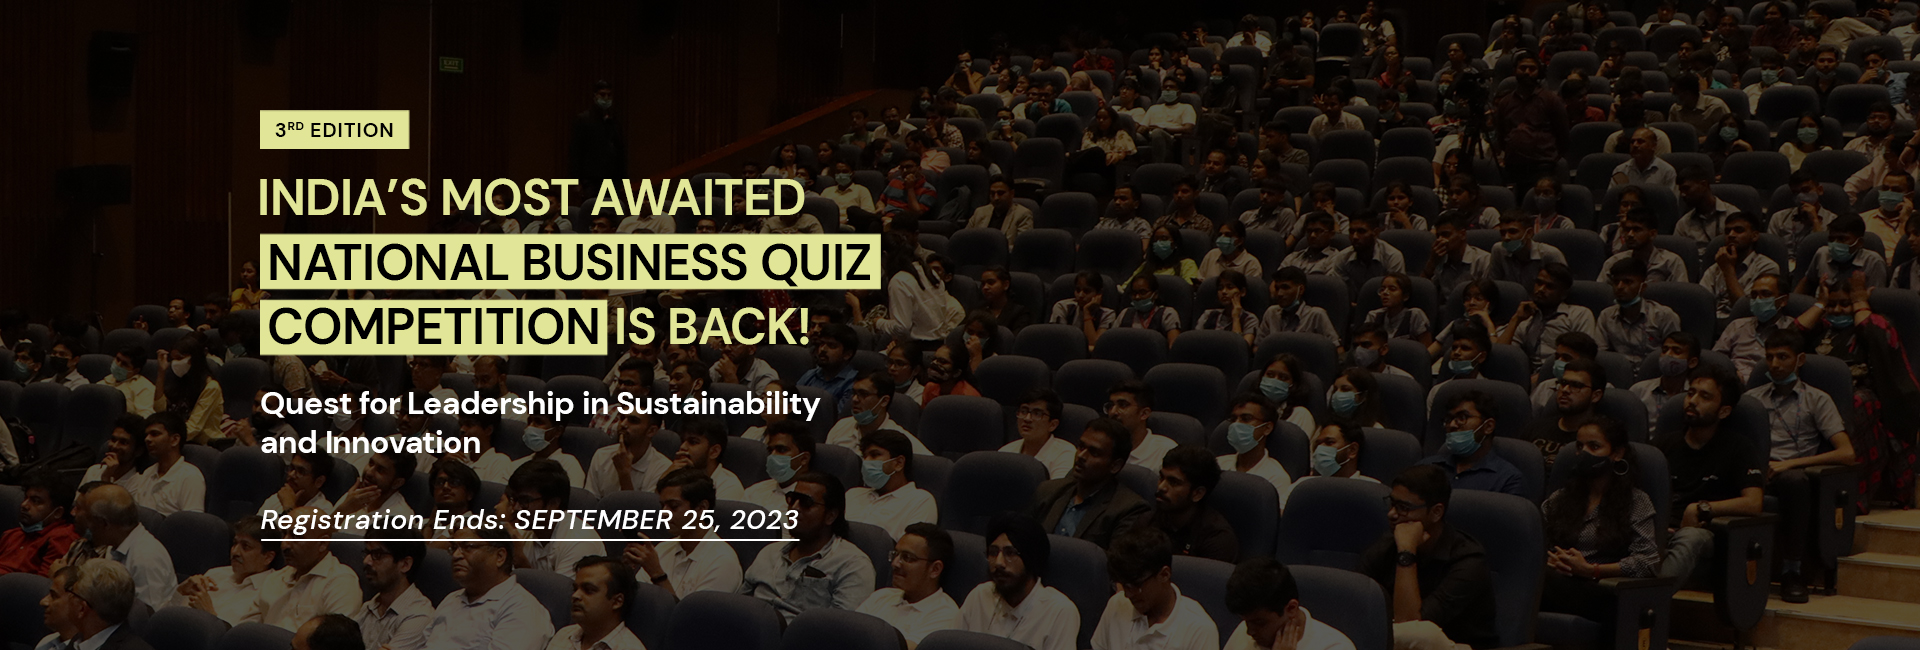 3RD EDITION
INDIA’S MOST AWAITED
NATIONAL BUSINESS QUIZ
COMPETITION IS BACK!
Quest for Leadership in Sustainability
and Innovation
Registration Ends: SEPTEMBER 25, 2023
EXIT